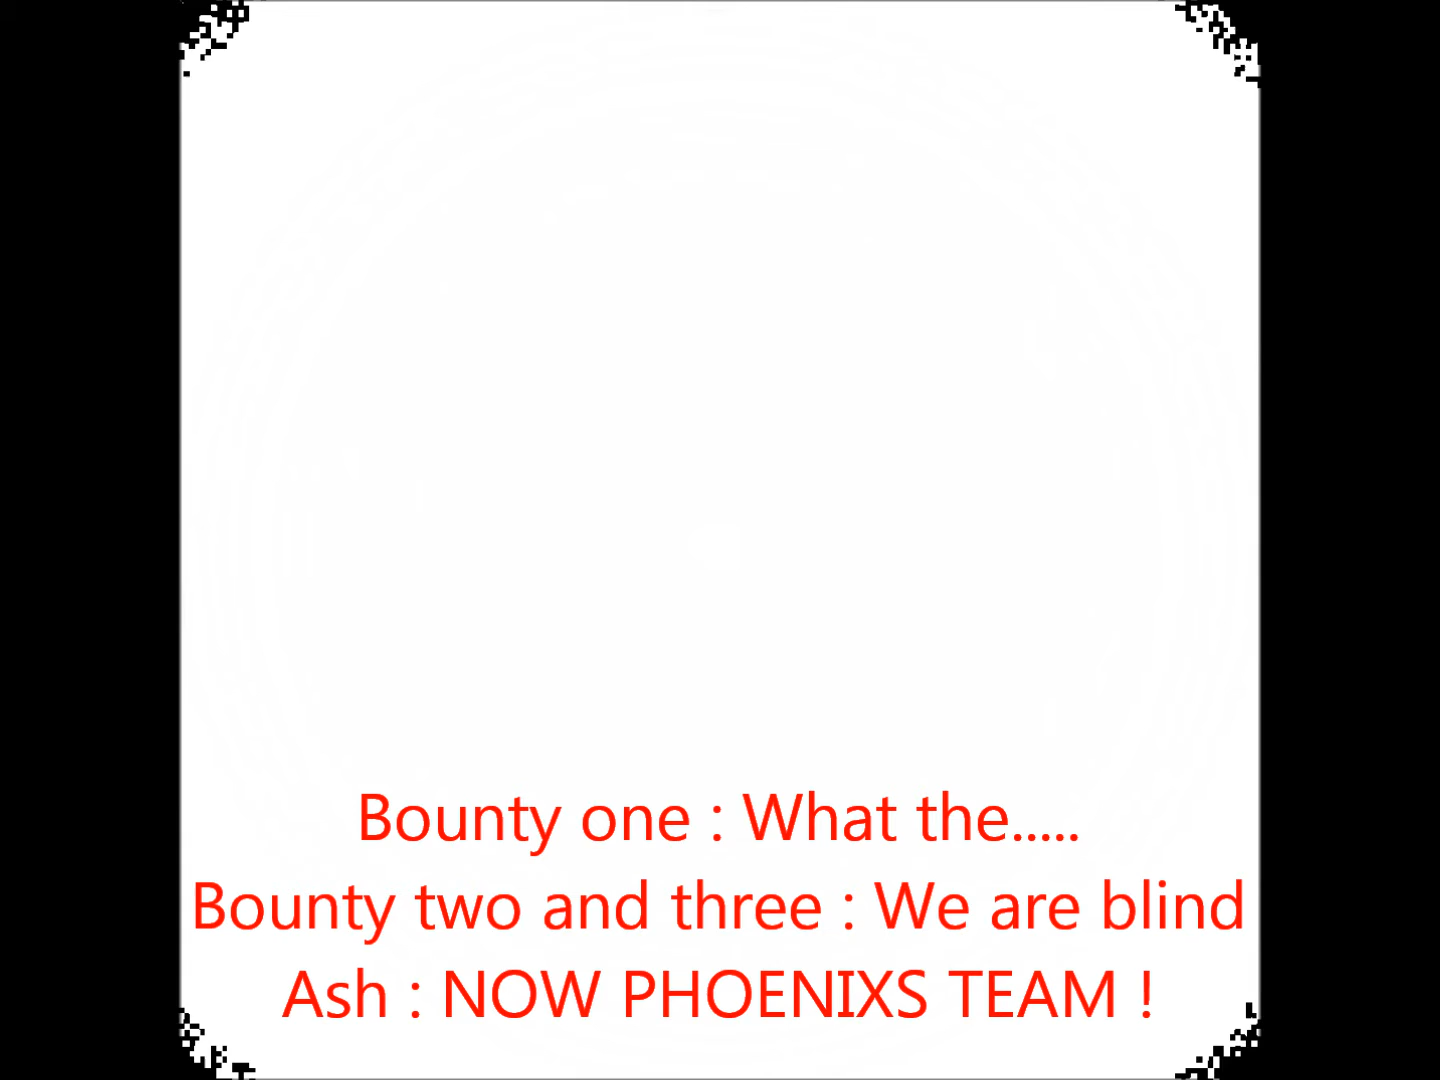 Bounty one : What the.....
Bounty two and three : We are blind
Ash : NOW PHOENIXS TEAM !